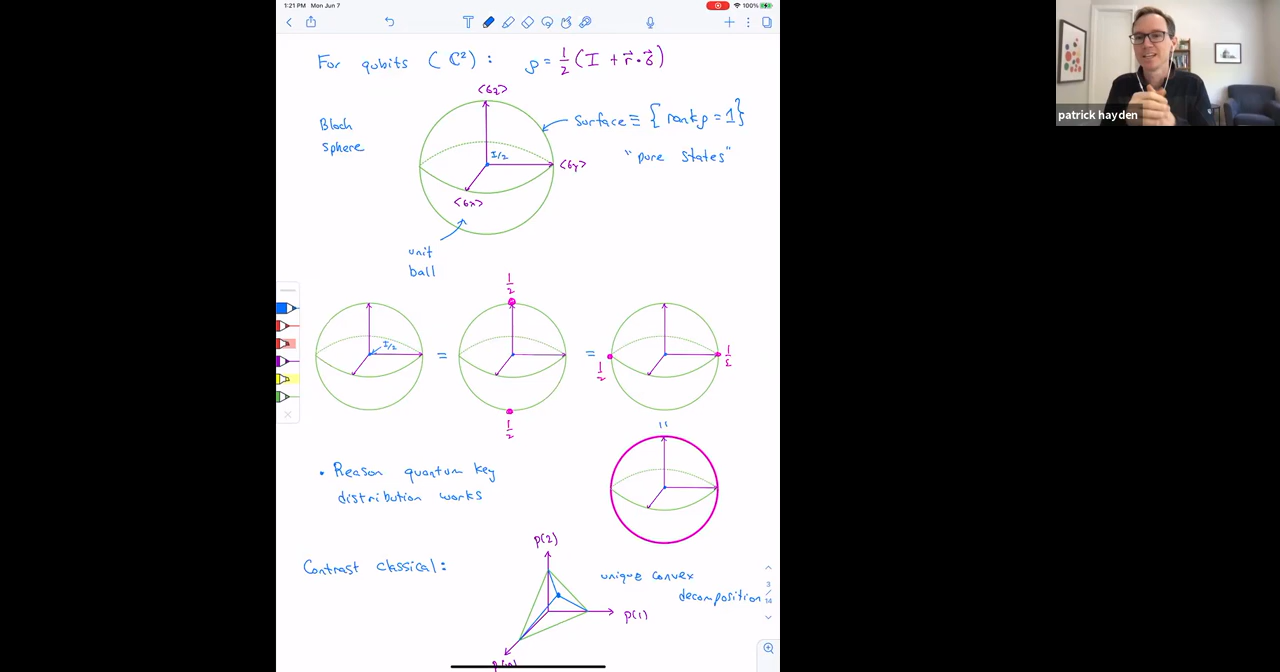 1:21 PM Mon Jun 7
100%
patrick hayden
For qubits (ℂ²) : ρ = 1/2 (I + r⃗ · σ⃗)
Bloch
sphere
<σz>
I/2
<σy>
<σx>
Surface ≡ {rank ρ = 1}
"pure states"
unit
ball
1/2
I/2
=
=
1/2
1/2
1/2
=
• Reason quantum key
distribution works
Contrast classical:
p(2)
p(1)
unique convex
decomposition
3
/
14